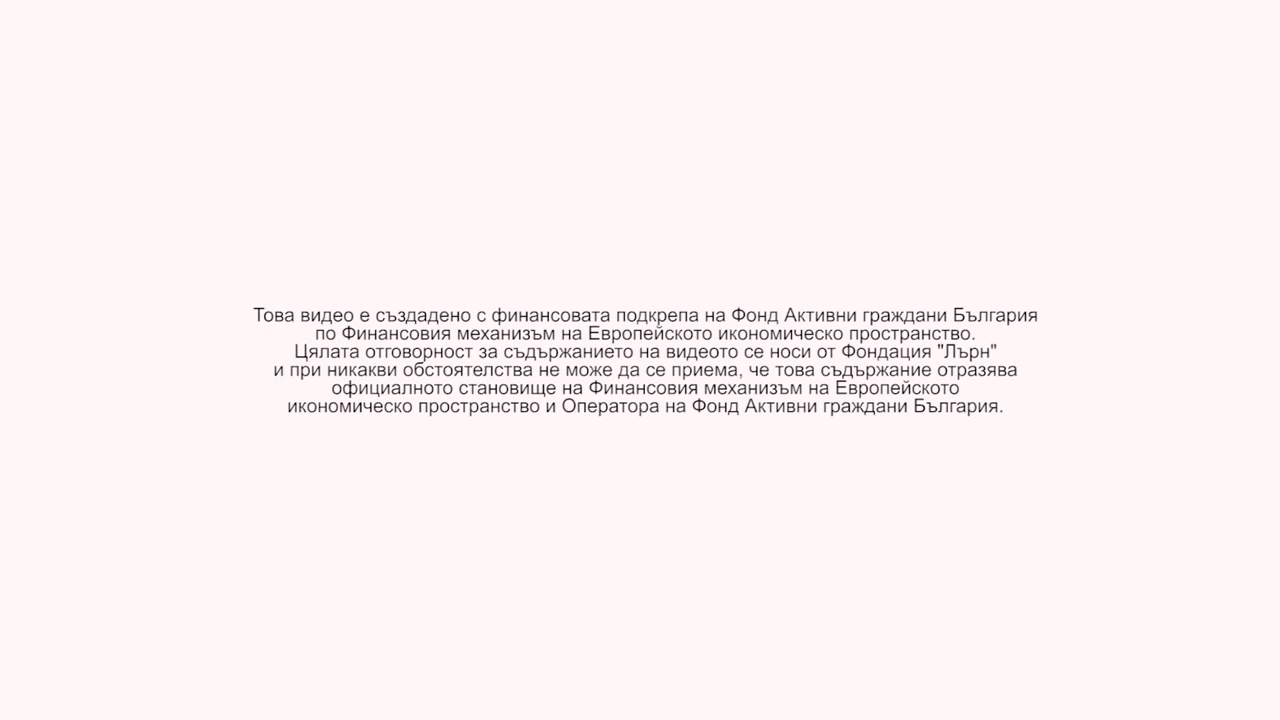 Това видео е създадено с финансовата подкрепа на Фонд Активни граждани България
по Финансовия механизъм на Европейското икономическо пространство.
Цялата отговорност за съдържанието на видеото се носи от Фондация "Лърн"
и при никакви обстоятелства не може да се приема, че това съдържание отразява
официалното становище на Финансовия механизъм на Европейското
икономическо пространство и Оператора на Фонд Активни граждани България.